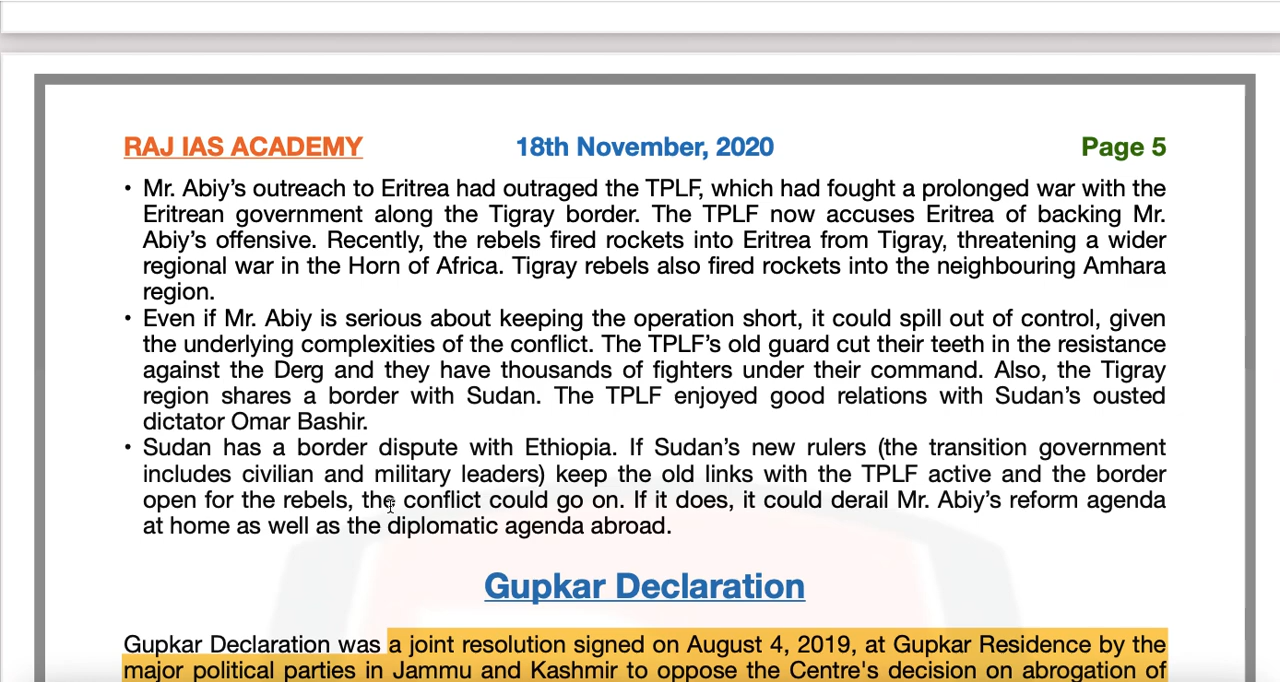 RAJ IAS ACADEMY 18th November, 2020 Page 5
• Mr. Abiy’s outreach to Eritrea had outraged the TPLF, which had fought a prolonged war with the
Eritrean government along the Tigray border. The TPLF now accuses Eritrea of backing Mr.
Abiy’s offensive. Recently, the rebels fired rockets into Eritrea from Tigray, threatening a wider
regional war in the Horn of Africa. Tigray rebels also fired rockets into the neighbouring Amhara
region.
• Even if Mr. Abiy is serious about keeping the operation short, it could spill out of control, given
the underlying complexities of the conflict. The TPLF’s old guard cut their teeth in the resistance
against the Derg and they have thousands of fighters under their command. Also, the Tigray
region shares a border with Sudan. The TPLF enjoyed good relations with Sudan’s ousted
dictator Omar Bashir.
• Sudan has a border dispute with Ethiopia. If Sudan’s new rulers (the transition government
includes civilian and military leaders) keep the old links with the TPLF active and the border
open for the rebels, the conflict could go on. If it does, it could derail Mr. Abiy’s reform agenda
at home as well as the diplomatic agenda abroad.
Gupkar Declaration
Gupkar Declaration was a joint resolution signed on August 4, 2019, at Gupkar Residence by the
major political parties in Jammu and Kashmir to oppose the Centre's decision on abrogation of